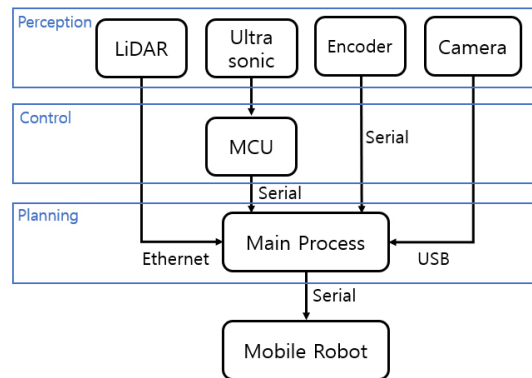 Perception
LiDAR
Ultra
sonic
Encoder
Camera
Control
MCU
Serial
Serial
Planning
Main Process
Ethernet
USB
Serial
Mobile Robot